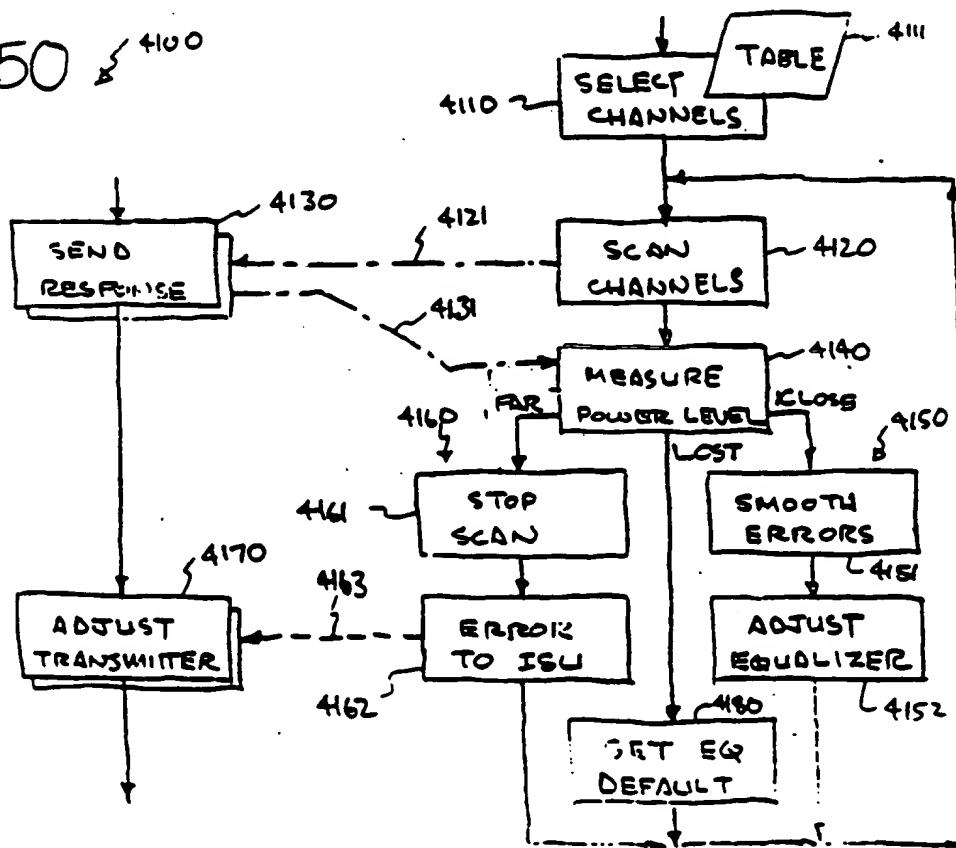 50
4100
TABLE
4111
4110
SELECT
CHANNELS
4130
4121
SEND
RESPONSE
SCAN
CHANNELS
4120
4131
4140
MEASURE
POWER LEVEL
FAR
CLOSE
LOST
4160
4150
4161
STOP
SCAN
SMOOTH
ERRORS
4151
4170
4163
ADJUST
TRANSMITTER
ERROR
TO ISU
ADJUST
EQUALIZER
4162
4180
4152
SET EQ
DEFAULT